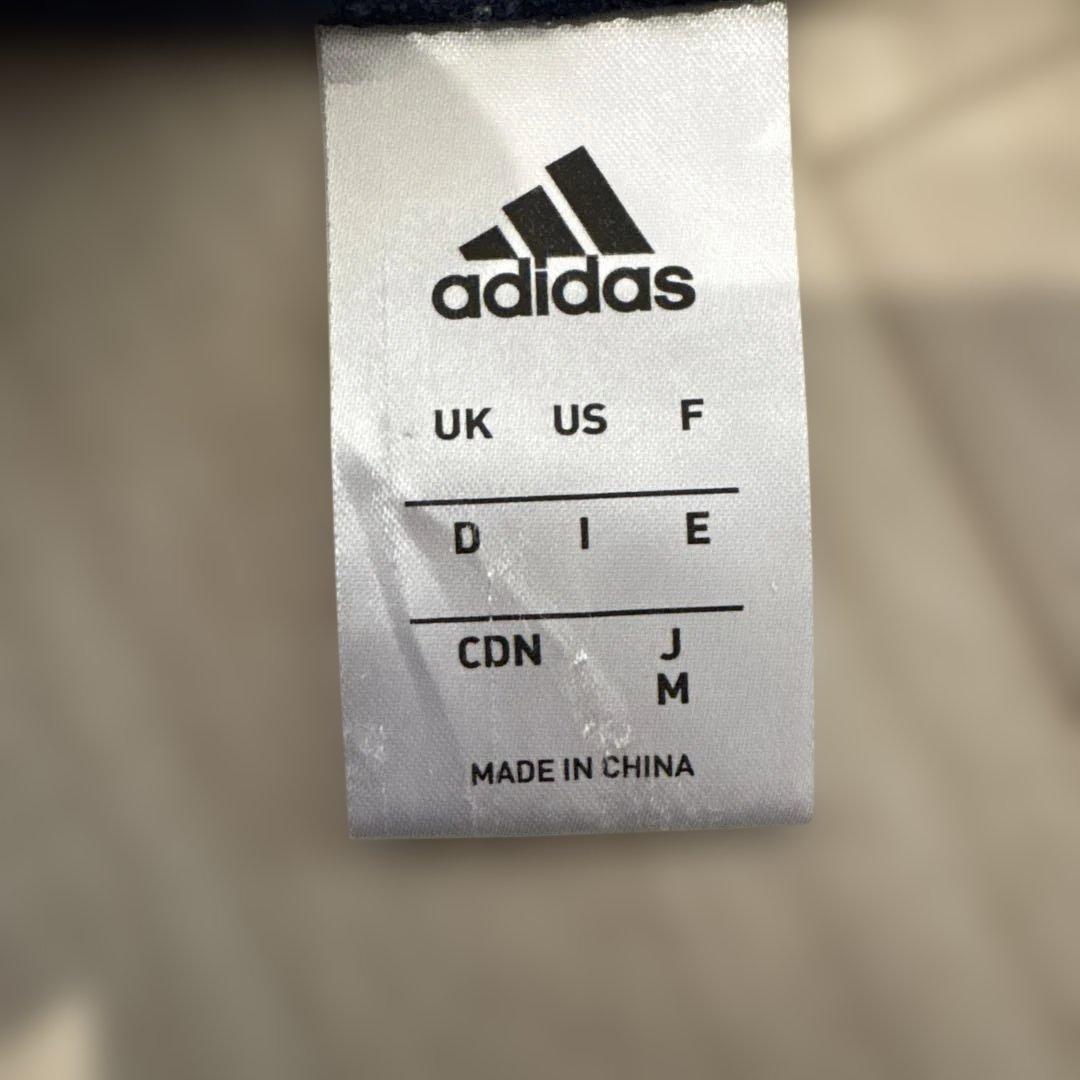 adidas
UK US F
D I E
CDN J
M
MADE IN CHINA